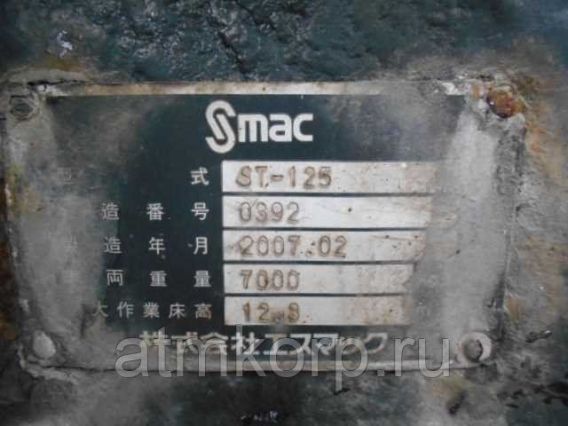 Smac
式 ST-125
造番号 0392
造年月 2007.02
両重量 7000
大作業床高 12.
株式会社エスマック
atmkorp.ru